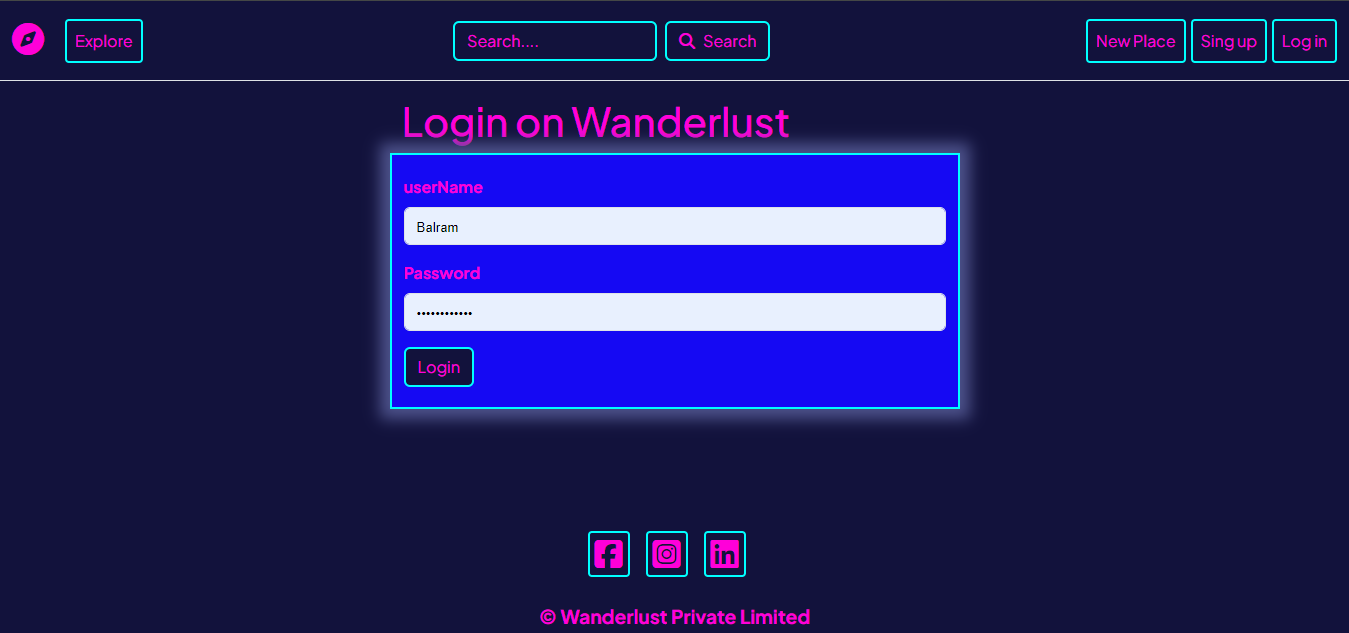 Explore Search.... Search New Place Sing up Log in
Login on Wanderlust
userName
Balram
Password
••••••••••••
Login
© Wanderlust Private Limited